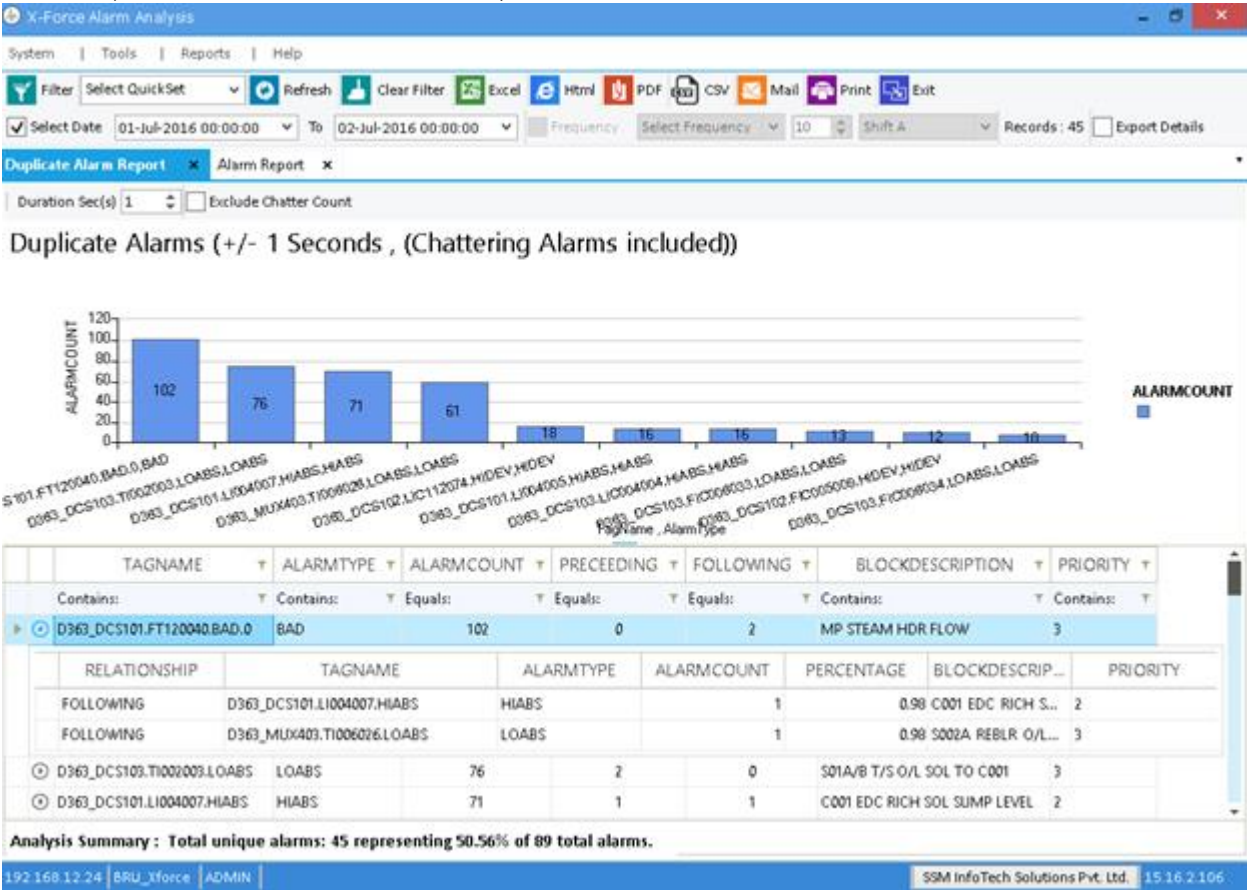 X-Force Alarm Analysis
System | Tools | Reports | Help
Filter Select QuickSet Refresh Clear Filter Excel Html PDF CSV Mail Print Exit
Select Date 01-Jul-2016 00:00:00 To 02-Jul-2016 00:00:00 Frequency Select Frequency 10 Shift A Records : 45 Export Details
Duplicate Alarm Report × Alarm Report ×
Duration Sec(s) 1 Exclude Chatter Count
Duplicate Alarms (+/- 1 Seconds , (Chattering Alarms included))
ALARMCOUNT
120
100
80
60
40
20
0
102 76 71 61 18 16 16 13 12 10
ALARMCOUNT
S101.FT120040.BAD.0,BAD
D363_DCS103.TI002003.LOABS,LOABS
D363_DCS101.LI004007.HIABS,HIABS
D363_MUX403.TI006026.LOABS,LOABS
D363_DCS102.LIC112074.HIDEV,HIDEV
D363_DCS101.LI004005.HIABS,HIABS
D363_DCS103.LIC004004.HIABS,HIABS
D363_DCS103.FIC006033.LOABS,LOABS
D363_DCS102.FIC005009.HIDEV,HIDEV
D363_DCS103.FIC006034.LOABS,LOABS
TagName , AlarmType
TAGNAME ALARMTYPE ALARMCOUNT PRECEEDING FOLLOWING BLOCKDESCRIPTION PRIORITY
Contains: Contains: Equals: Equals: Equals: Contains: Contains:
D363_DCS101.FT120040.BAD.0 BAD 102 0 2 MP STEAM HDR FLOW 3
RELATIONSHIP TAGNAME ALARMTYPE ALARMCOUNT PERCENTAGE BLOCKDESCRIP... PRIORITY
FOLLOWING D363_DCS101.LI004007.HIABS HIABS 1 0.98 C001 EDC RICH S... 2
FOLLOWING D363_MUX403.TI006026.LOABS LOABS 1 0.98 S002A REBLR O/L... 3
D363_DCS103.TI002003.LOABS LOABS 76 2 0 S01A/B T/S O/L SOL TO C001 3
D363_DCS101.LI004007.HIABS HIABS 71 1 1 C001 EDC RICH SOL SUMP LEVEL 2
Analysis Summary : Total unique alarms: 45 representing 50.56% of 89 total alarms.
192.168.12.24 BRU_Xforce ADMIN SSM InfoTech Solutions Pvt. Ltd. 15.16.2.106